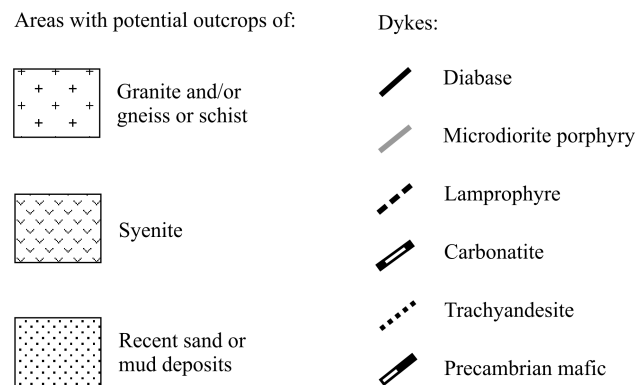 Areas with potential outcrops of:
Granite and/or
gneiss or schist
Syenite
Recent sand or
mud deposits
Dykes:
Diabase
Microdiorite porphyry
Lamprophyre
Carbonatite
Trachyandesite
Precambrian mafic